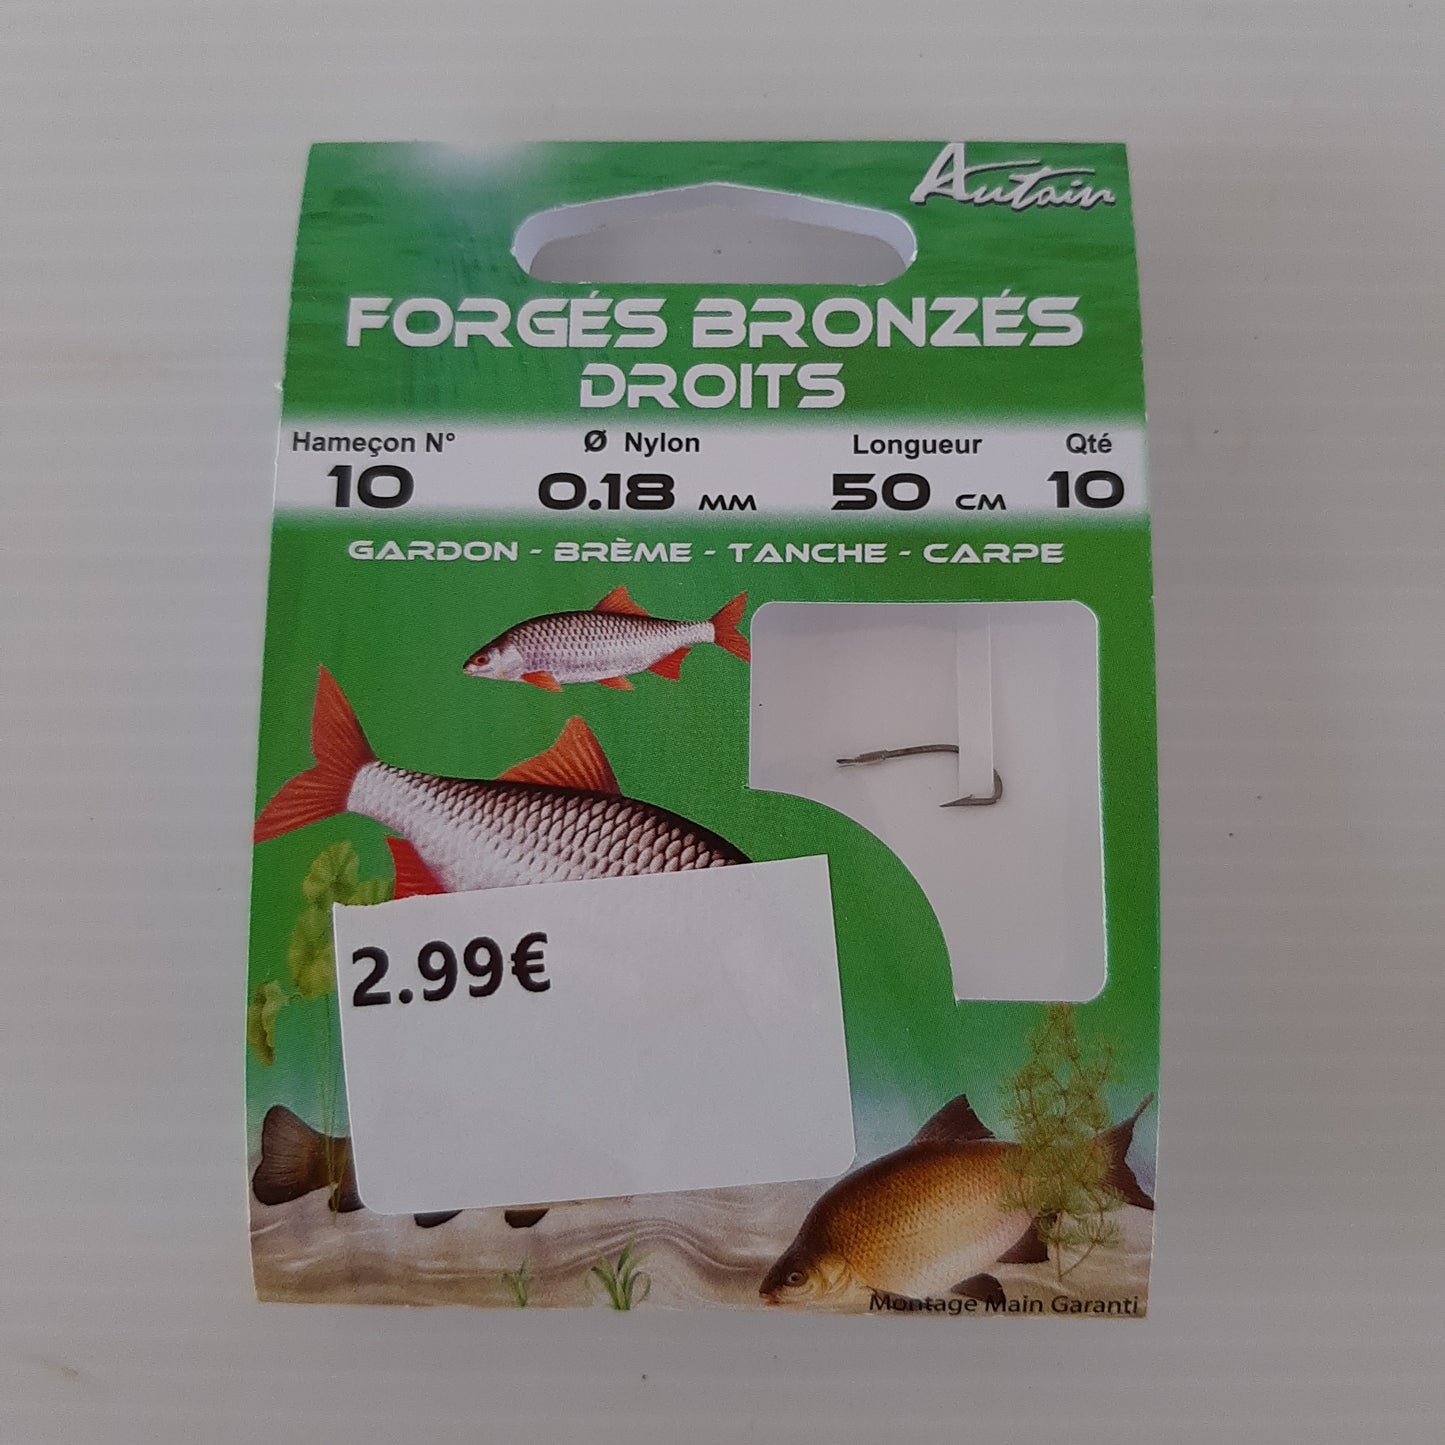 Autain
FORGÉS BRONZÉS
DROITS
Hameçon N° Ø Nylon Longueur Qté
10 0.18 MM 50 CM 10
GARDON - BRÈME - TANCHE - CARPE
2.99€
Montage Main Garanti